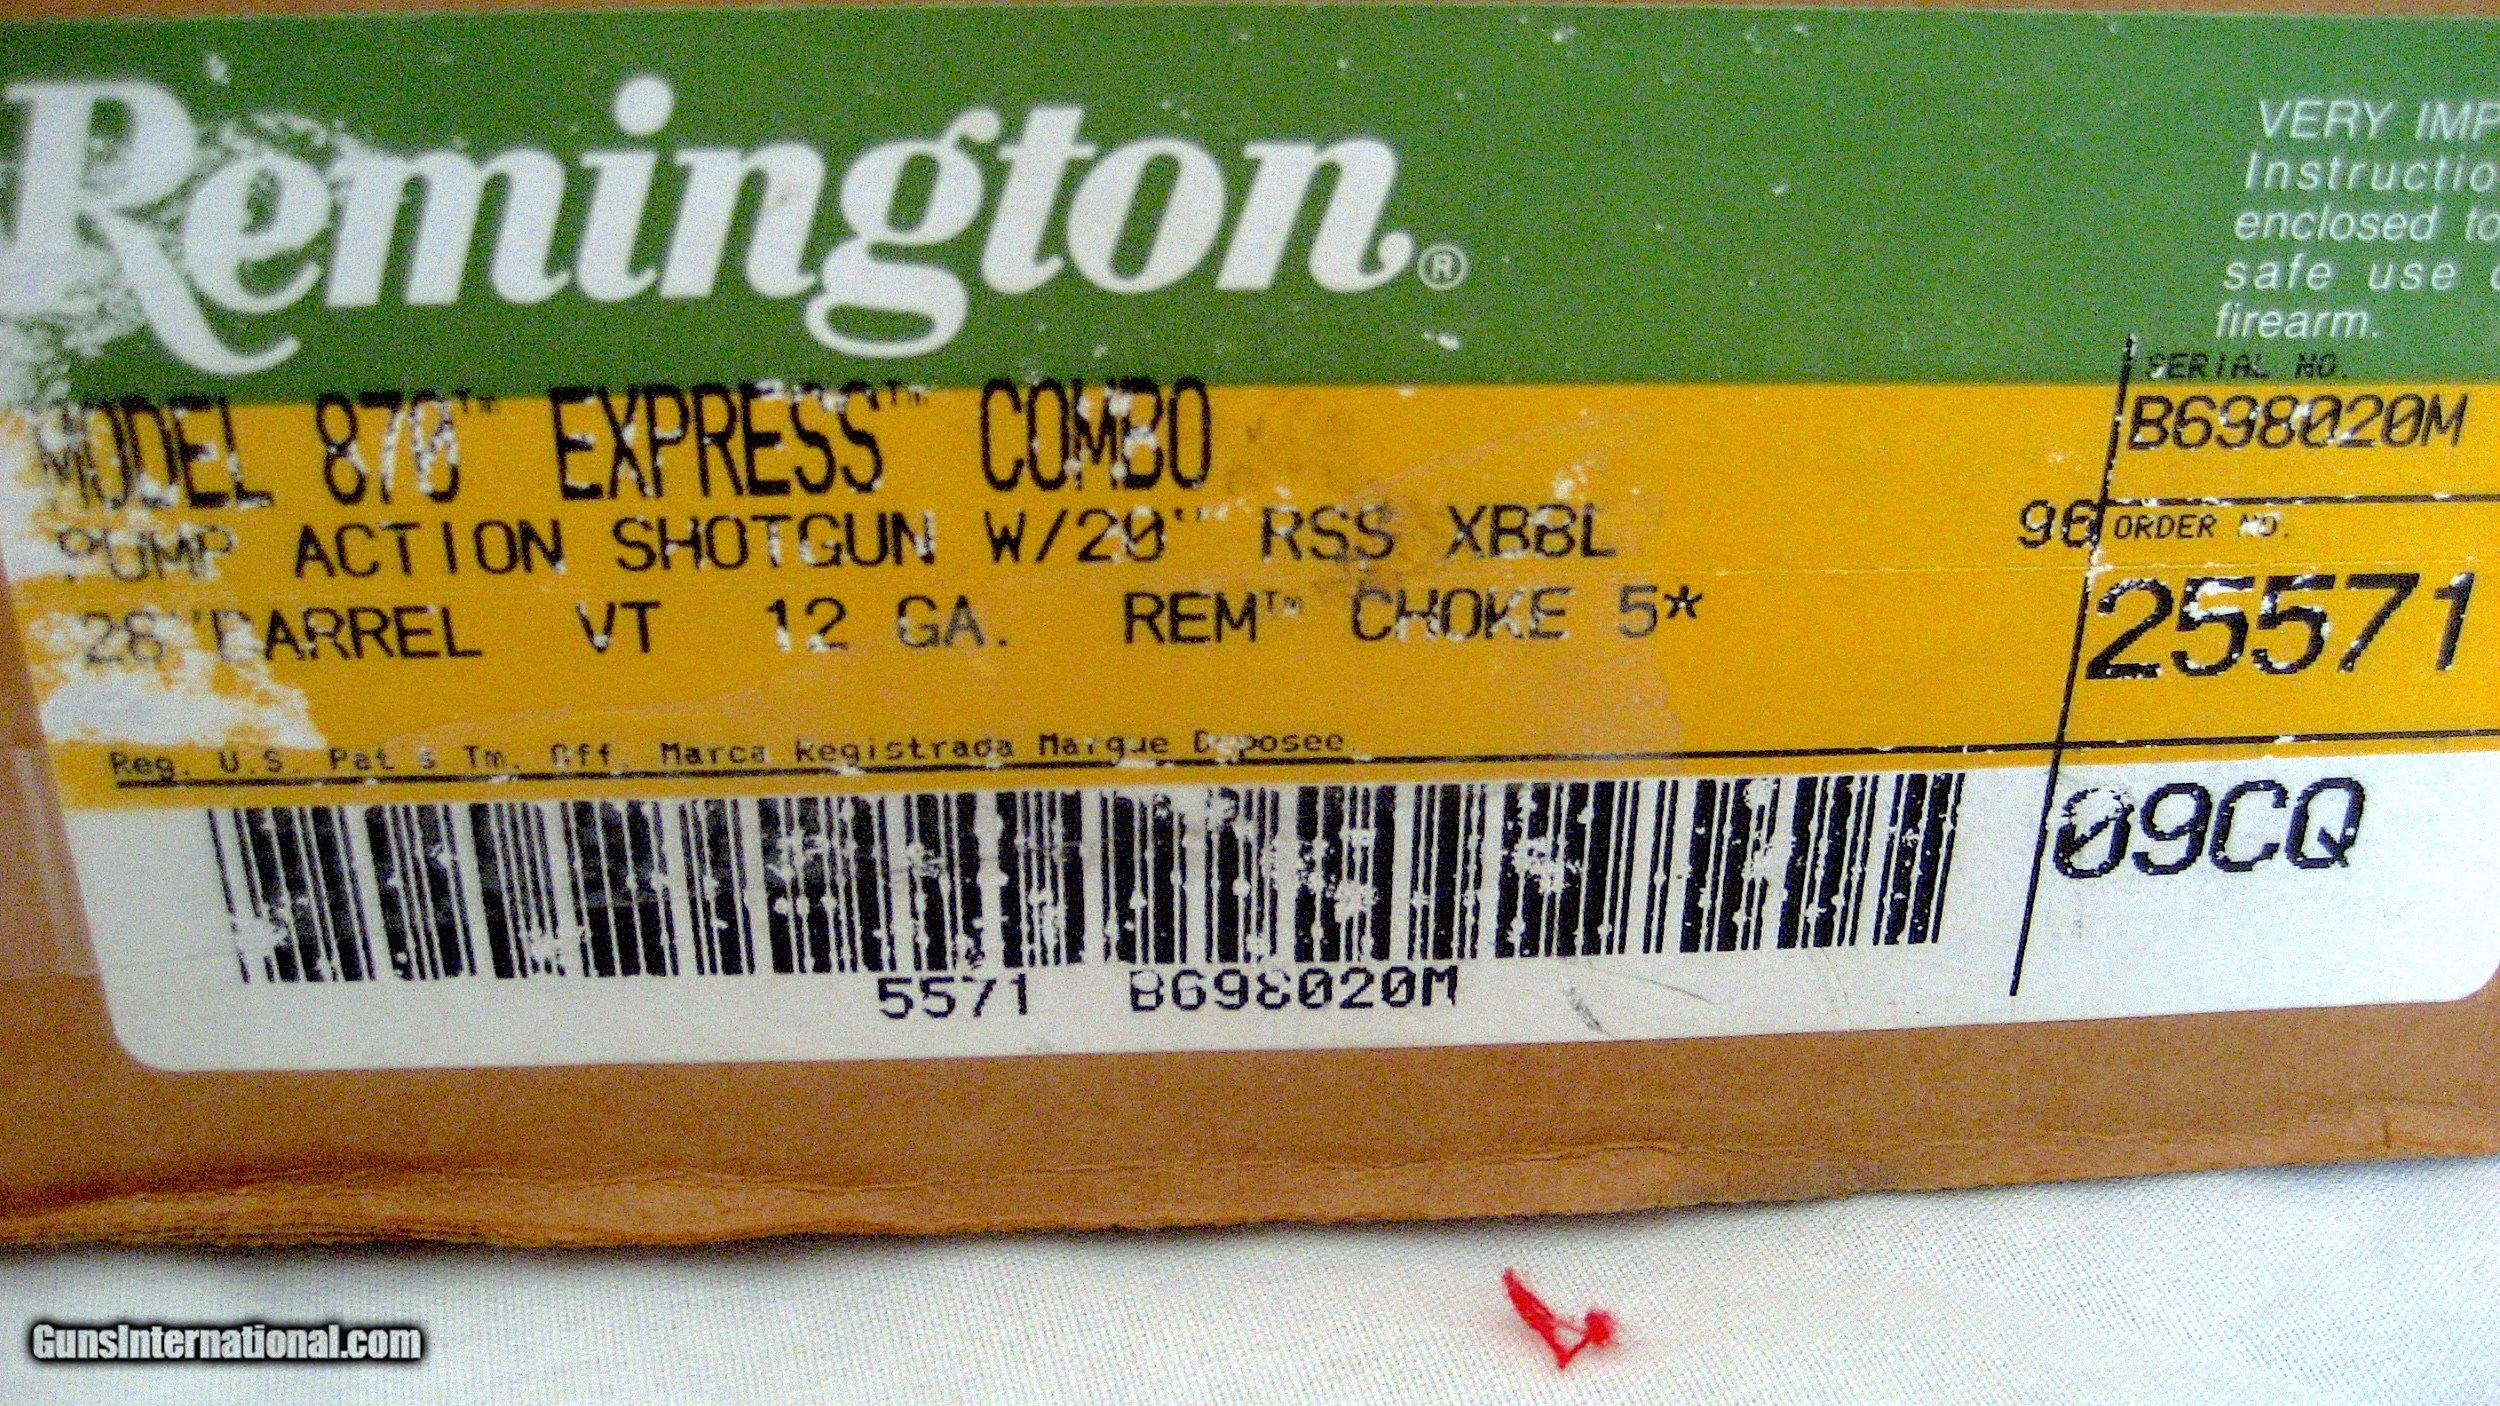 Remington®
VERY
Instructio
enclosed to
safe use
firearm.
MODEL 870™ EXPRESS™ COMBO
PUMP ACTION SHOTGUN W/20" RSS XBBL
BARREL VT 12 GA. REM™ CHOKE 5*
SERIAL NO.
B698020M
96
ORDER NO.
25571
Reg. U.S. Pat & Tm. Off. Marca Registrada Marque Deposee.
09CQ
5571 B698020M
GunsInternational.com